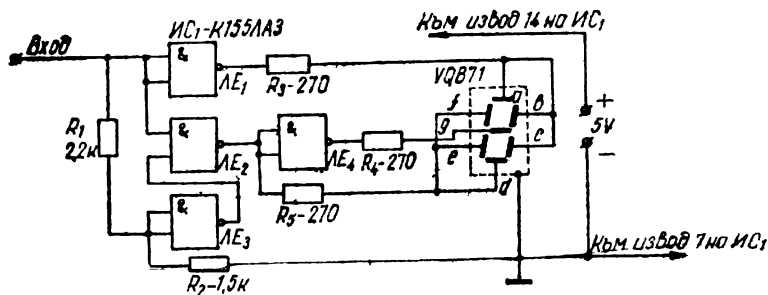 ИС₁-К155ЛА3
Към извод 14 на ИС₁
Вход
&
ЛЕ₁
R₃-270
VQB71
R₁
2,2к
&
ЛЕ₂
&
ЛЕ₄
R₄-270
f
g
e
a
b
c
d
+
5V
−
R₅-270
&
ЛЕ₃
R₂-1,5к
Към извод 7 на ИС₁